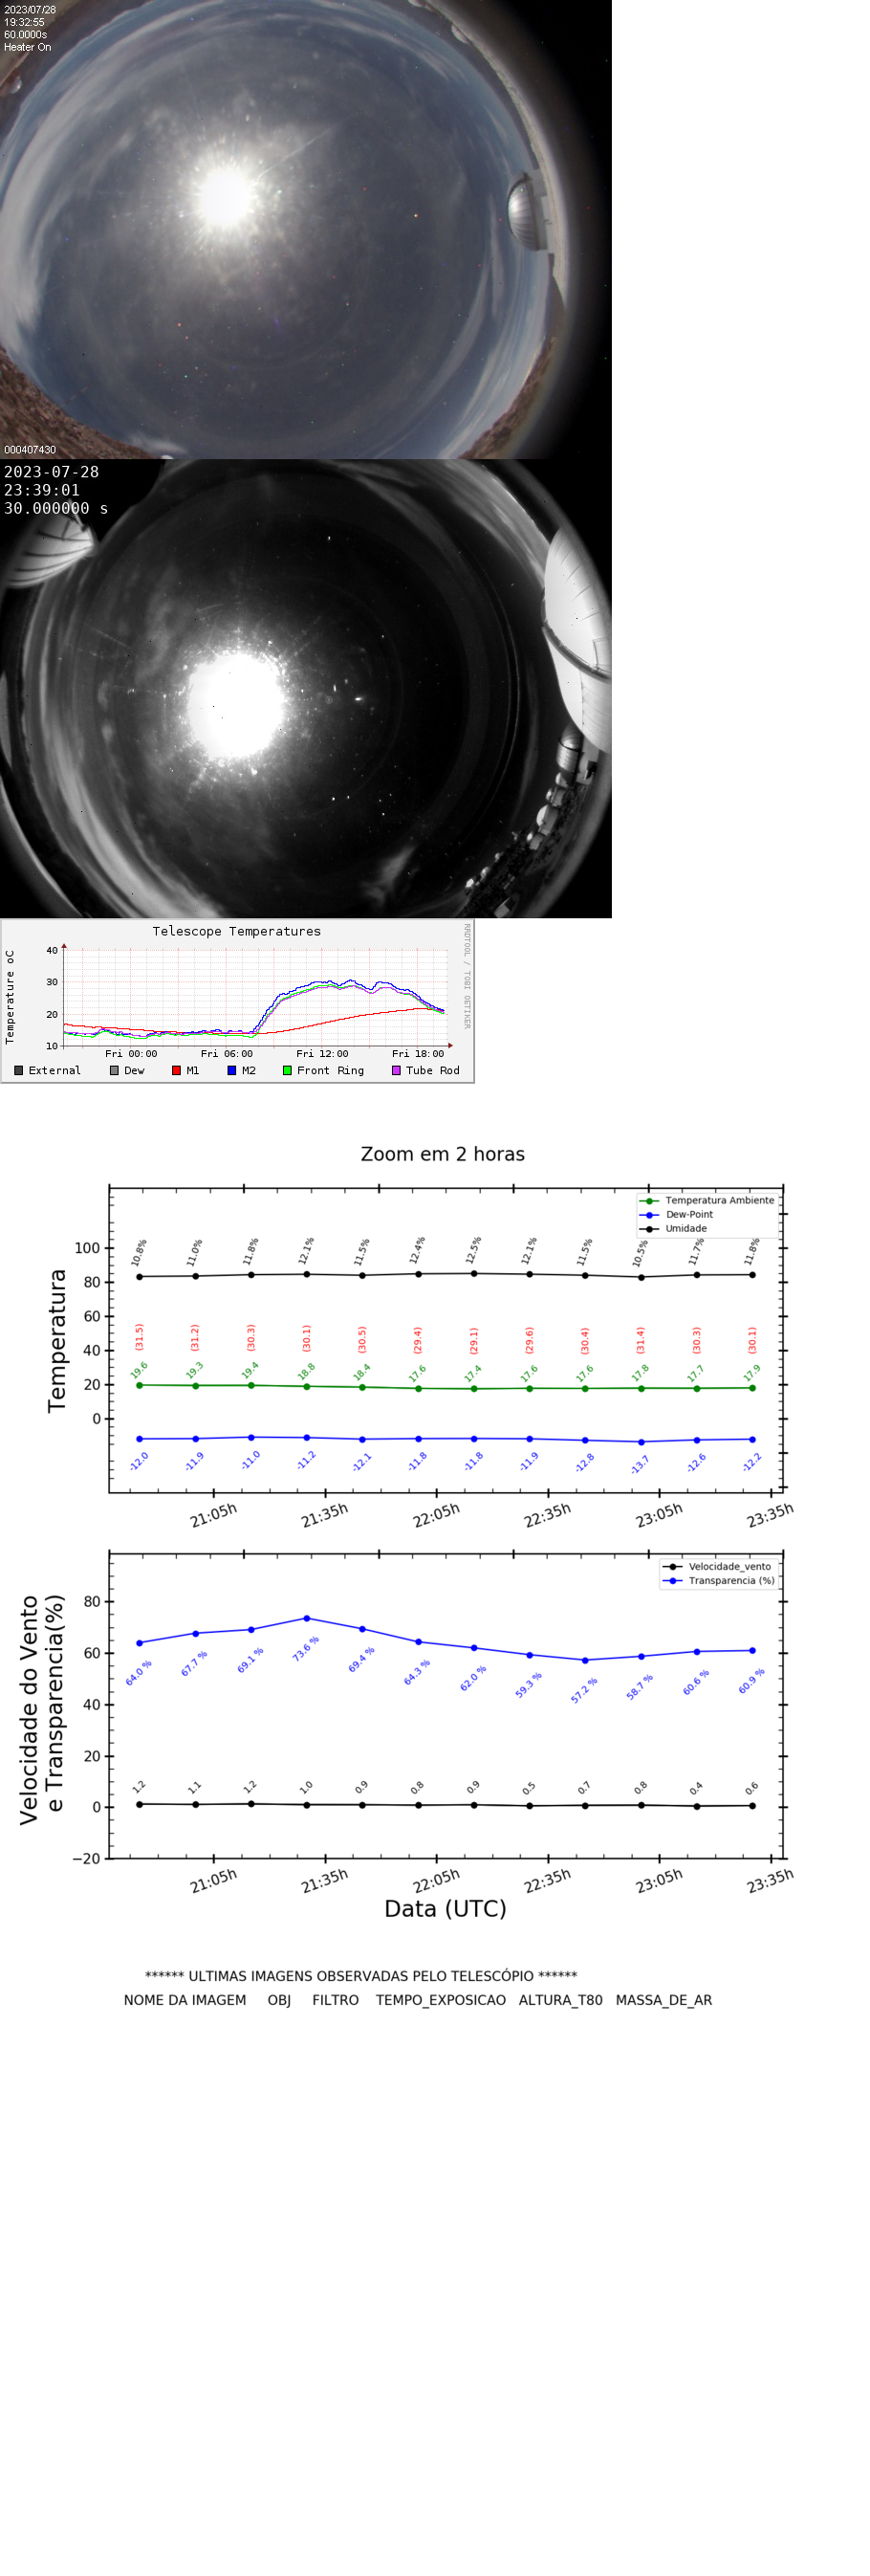 2023/07/28
19:32:55
60.0000s
Heater On
000407430
2023-07-28
23:39:01
30.000000 s
Telescope Temperatures
RRDTOOL / TOBI OETIKER
Temperature oC
40
30
20
10
Fri 00:00 Fri 06:00 Fri 12:00 Fri 18:00
External Dew M1 M2 Front Ring Tube Rod
Zoom em 2 horas
Temperatura Ambiente
Dew-Point
Umidade
Temperatura
100
80
60
40
20
0
10.8% 11.0% 11.8% 12.1% 11.5% 12.4% 12.5% 12.1% 11.5% 10.5% 11.7% 11.8%
(31.5) (31.2) (30.3) (30.1) (30.5) (29.4) (29.1) (29.6) (30.4) (31.4) (30.3) (30.1)
19.6 19.3 19.4 18.8 18.4 17.6 17.4 17.6 17.6 17.8 17.7 17.9
-12.0 -11.9 -11.0 -11.2 -12.1 -11.8 -11.8 -11.9 -12.8 -13.7 -12.6 -12.2
21:05h 21:35h 22:05h 22:35h 23:05h 23:35h
Velocidade_vento
Transparencia (%)
Velocidade do Vento
e Transparencia(%)
80
60
40
20
0
−20
64.0 % 67.7 % 69.1 % 73.6 % 69.4 % 64.3 % 62.0 % 59.3 % 57.2 % 58.7 % 60.6 % 60.9 %
1.2 1.1 1.2 1.0 0.9 0.8 0.9 0.5 0.7 0.8 0.4 0.6
21:05h 21:35h 22:05h 22:35h 23:05h 23:35h
Data (UTC)
****** ULTIMAS IMAGENS OBSERVADAS PELO TELESCÓPIO ******
NOME DA IMAGEM OBJ FILTRO TEMPO_EXPOSICAO ALTURA_T80 MASSA_DE_AR